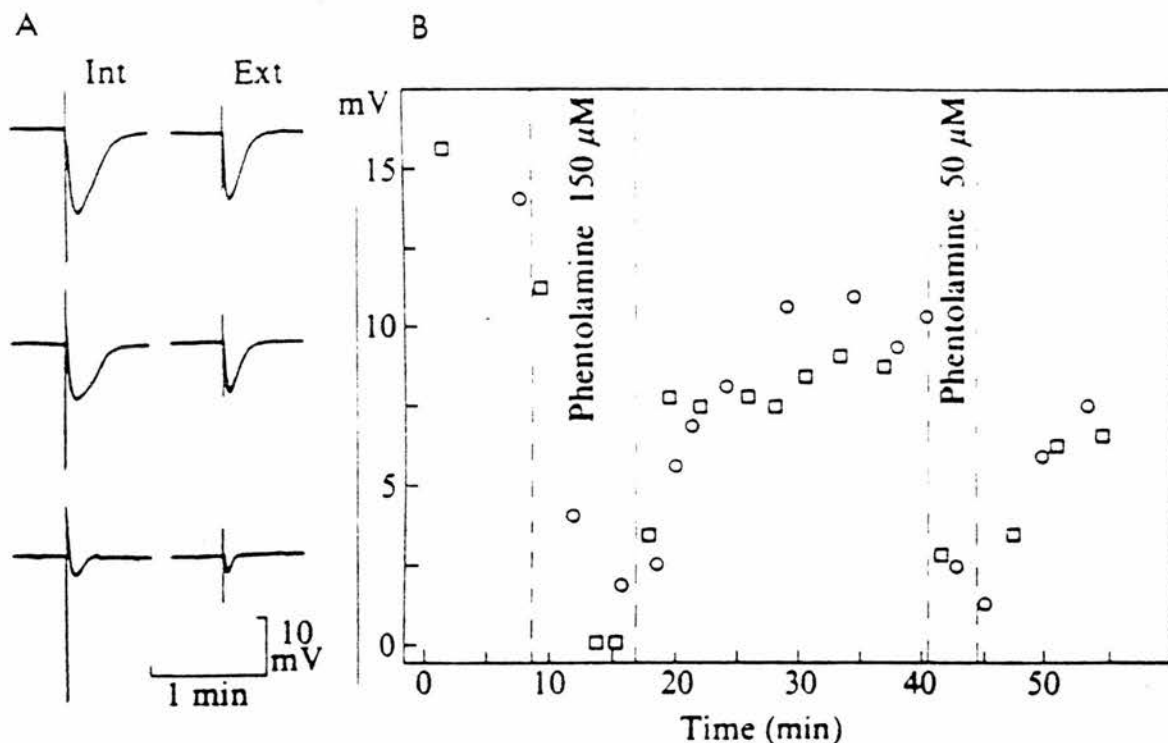 A
Int Ext
10
mV
1 min
B
mV
15
10
5
0
Phentolamine 150 μM
Phentolamine 50 μM
0 10 20 30 40 50
Time (min)